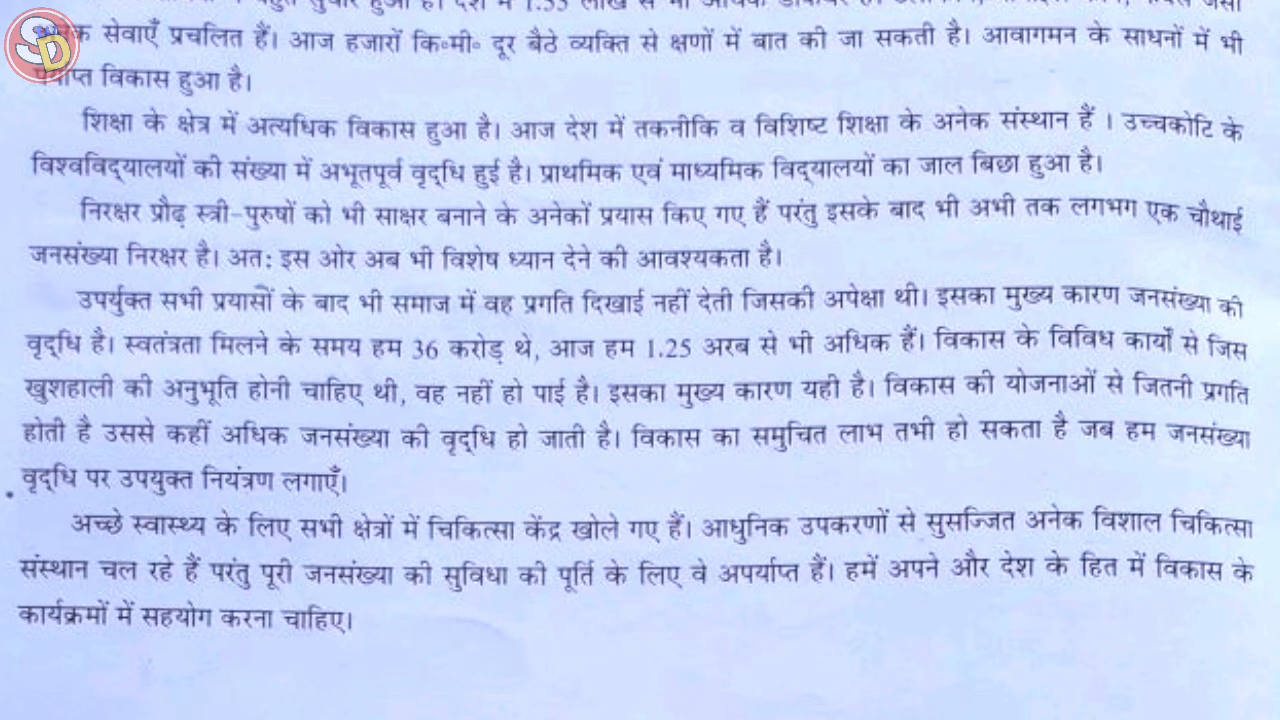 SD
सेवाएँ प्रचलित हैं। आज हजारों कि॰मी॰ दूर बैठे व्यक्ति से क्षणों में बात की जा सकती है। आवागमन के साधनों में भी
विकास हुआ है।
शिक्षा के क्षेत्र में अत्यधिक विकास हुआ है। आज देश में तकनीकि व विशिष्ट शिक्षा के अनेक संस्थान हैं । उच्चकोटि के
विश्वविद्यालयों की संख्या में अभूतपूर्व वृद्धि हुई है। प्राथमिक एवं माध्यमिक विद्यालयों का जाल बिछा हुआ है।
निरक्षर प्रौढ़ स्त्री-पुरुषों को भी साक्षर बनाने के अनेकों प्रयास किए गए हैं परंतु इसके बाद भी अभी तक लगभग एक चौथाई
जनसंख्या निरक्षर है। अत: इस ओर अब भी विशेष ध्यान देने की आवश्यकता है।
उपर्युक्त सभी प्रयासों के बाद भी समाज में वह प्रगति दिखाई नहीं देती जिसकी अपेक्षा थी। इसका मुख्य कारण जनसंख्या की
वृद्धि है। स्वतंत्रता मिलने के समय हम 36 करोड़ थे, आज हम 1.25 अरब से भी अधिक हैं। विकास के विविध कार्यों से जिस
खुशहाली की अनुभूति होनी चाहिए थी, वह नहीं हो पाई है। इसका मुख्य कारण यही है। विकास की योजनाओं से जितनी प्रगति
होती है उससे कहीं अधिक जनसंख्या की वृद्धि हो जाती है। विकास का समुचित लाभ तभी हो सकता है जब हम जनसंख्या
वृद्धि पर उपयुक्त नियंत्रण लगाएँ।
अच्छे स्वास्थ्य के लिए सभी क्षेत्रों में चिकित्सा केंद्र खोले गए हैं। आधुनिक उपकरणों से सुसज्जित अनेक विशाल चिकित्सा
संस्थान चल रहे हैं परंतु पूरी जनसंख्या की सुविधा की पूर्ति के लिए वे अपर्याप्त हैं। हमें अपने और देश के हित में विकास के
कार्यक्रमों में सहयोग करना चाहिए।